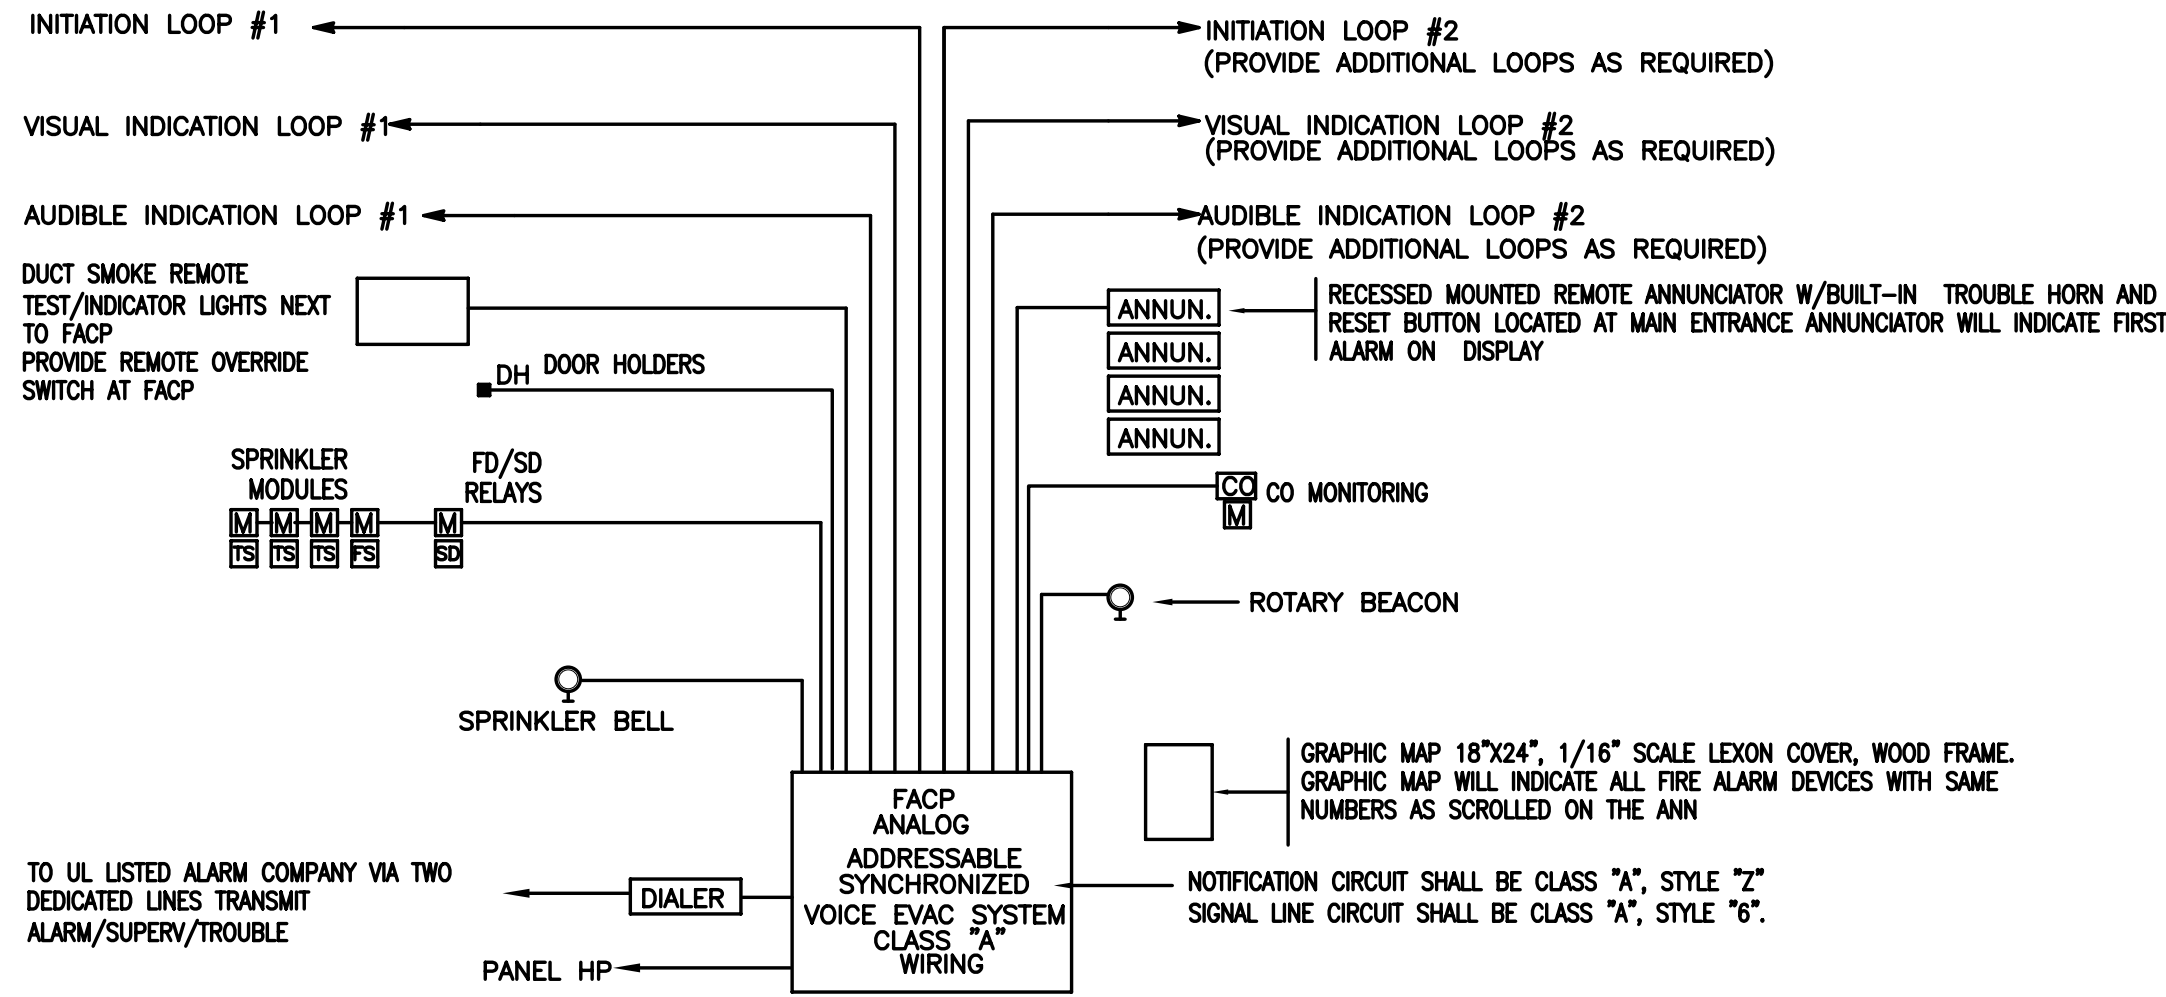 INITIATION LOOP #1
INITIATION LOOP #2
(PROVIDE ADDITIONAL LOOPS AS REQUIRED)
VISUAL INDICATION LOOP #1
VISUAL INDICATION LOOP #2
(PROVIDE ADDITIONAL LOOPS AS REQUIRED)
AUDIBLE INDICATION LOOP #1
AUDIBLE INDICATION LOOP #2
(PROVIDE ADDITIONAL LOOPS AS REQUIRED)
DUCT SMOKE REMOTE
TEST/INDICATOR LIGHTS NEXT
TO FACP
PROVIDE REMOTE OVERRIDE
SWITCH AT FACP
ANNUN.
ANNUN.
ANNUN.
ANNUN.
RECESSED MOUNTED REMOTE ANNUNCIATOR W/BUILT-IN TROUBLE HORN AND
RESET BUTTON LOCATED AT MAIN ENTRANCE ANNUNCIATOR WILL INDICATE FIRST
ALARM ON DISPLAY
DH DOOR HOLDERS
SPRINKLER
MODULES
FD/SD
RELAYS
M M M M M
TS TS TS FS SD
CO CO MONITORING
M
ROTARY BEACON
SPRINKLER BELL
GRAPHIC MAP 18"X24", 1/16" SCALE LEXON COVER, WOOD FRAME.
GRAPHIC MAP WILL INDICATE ALL FIRE ALARM DEVICES WITH SAME
NUMBERS AS SCROLLED ON THE ANN
FACP
ANALOG
ADDRESSABLE
SYNCHRONIZED
VOICE EVAC SYSTEM
CLASS "A"
WIRING
NOTIFICATION CIRCUIT SHALL BE CLASS "A", STYLE "Z"
SIGNAL LINE CIRCUIT SHALL BE CLASS "A", STYLE "6".
TO UL LISTED ALARM COMPANY VIA TWO
DEDICATED LINES TRANSMIT
ALARM/SUPERV/TROUBLE
DIALER
PANEL HP